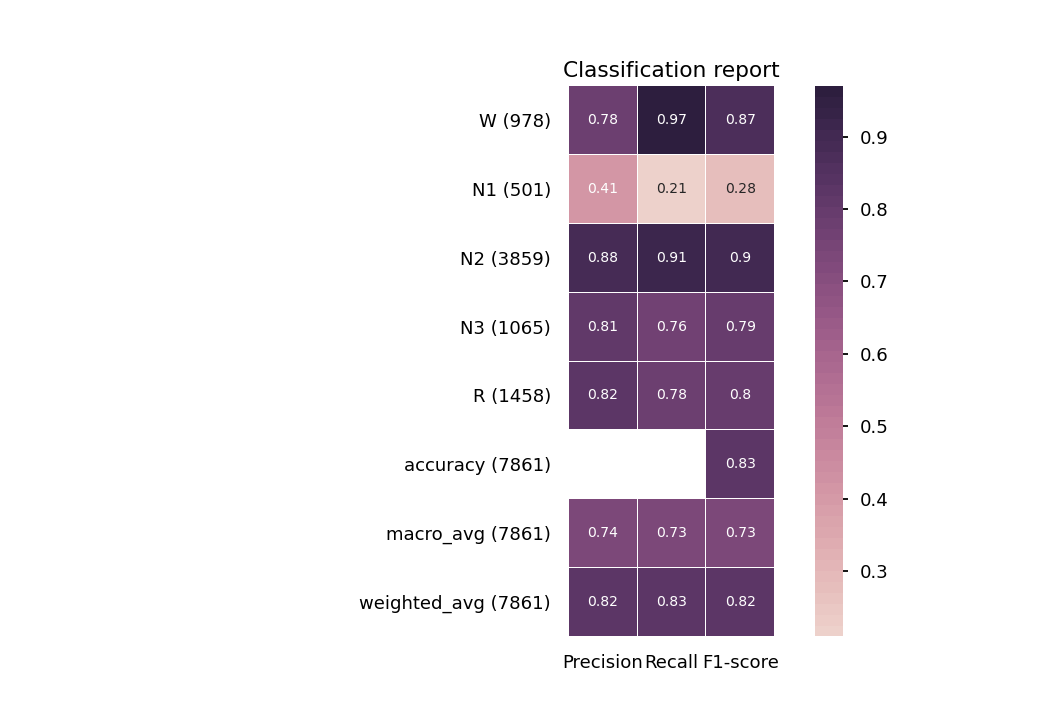 Classification report
W (978) 0.78 0.97 0.87
N1 (501) 0.41 0.21 0.28
N2 (3859) 0.88 0.91 0.9
N3 (1065) 0.81 0.76 0.79
R (1458) 0.82 0.78 0.8
accuracy (7861) 0.83
macro_avg (7861) 0.74 0.73 0.73
weighted_avg (7861) 0.82 0.83 0.82
Precision Recall F1-score
0.9
0.8
0.7
0.6
0.5
0.4
0.3